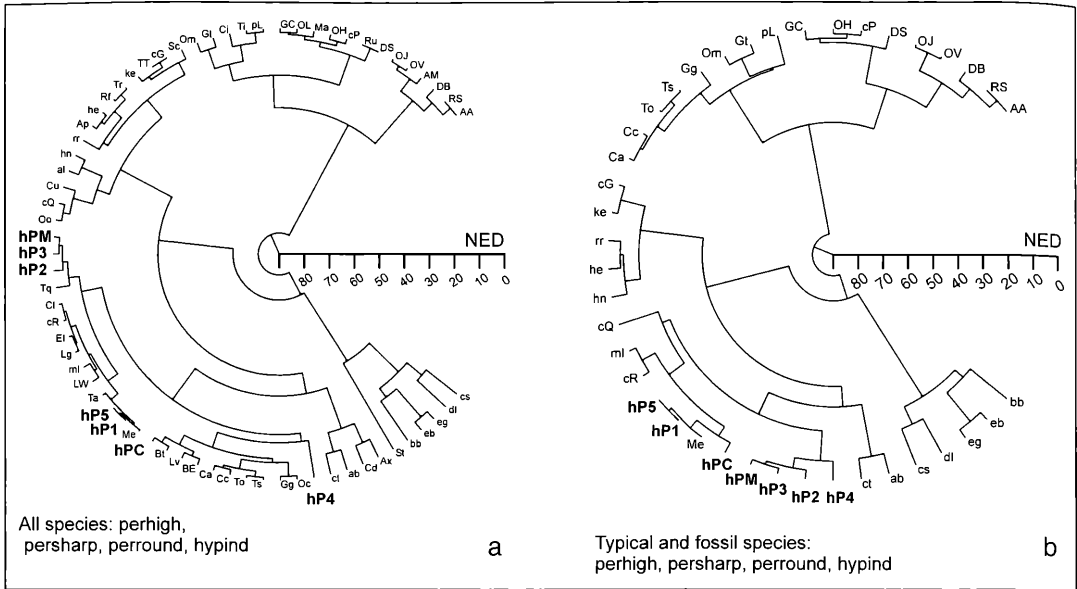 NED
80 70 60 50 40 30 20 10 0
Om
Gt
Ci
Ti
pL
GC
OL
Ma
OH
cP
Ru
DS
OJ
OV
AM
DB
RS
AA
Sc
cG
TT
ke
Tr
Rf
he
Ap
rr
hn
al
Cu
cQ
Oo
hPM
hP3
hP2
Tq
Cl
cR
El
Lg
ml
LW
Ta
hP5
hP1
Me
hPC
Bt
Lv
BE
Ca
Cc
To
Ts
Gg
Oc
hP4
ab
Cd
Ax
St
bb
eb
eg
dl
cs
All species: perhigh,
persharp, perround, hypind
a
NED
80 70 60 50 40 30 20 10 0
GC
OH
cP
DS
OJ
OV
DB
RS
AA
pL
Gt
Om
Gg
Ts
To
Cc
Ca
cG
ke
rr
he
hn
cQ
ml
cR
hP5
hP1
Me
hPC
hPM
hP3
hP2
hP4
ct
ab
cs
dl
eg
eb
bb
Typical and fossil species:
perhigh, persharp, perround, hypind
b